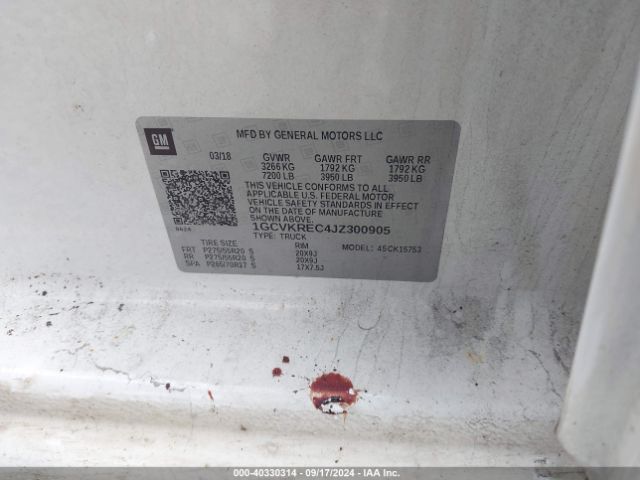 GM
MFD BY GENERAL MOTORS LLC
03/18 GVWR GAWR FRT GAWR RR
3266 KG 1792 KG 1792 KG
7200 LB 3950 LB 3950 LB
THIS VEHICLE CONFORMS TO ALL
APPLICABLE U.S. FEDERAL MOTOR
VEHICLE SAFETY STANDARDS IN
EFFECT ON THE DATE OF MANUFACTURE
SHOWN ABOVE.
1GCVKREC4JZ300905
TYPE: TRUCK
TIRE SIZE RIM MODEL: 45CK15753
FRT P275/55R20 S 20X9J
RR P275/55R20 S 20X9J
SPA P265/70R17 S 17X7.5J
000-40330314 - 09/17/2024 - IAA Inc.